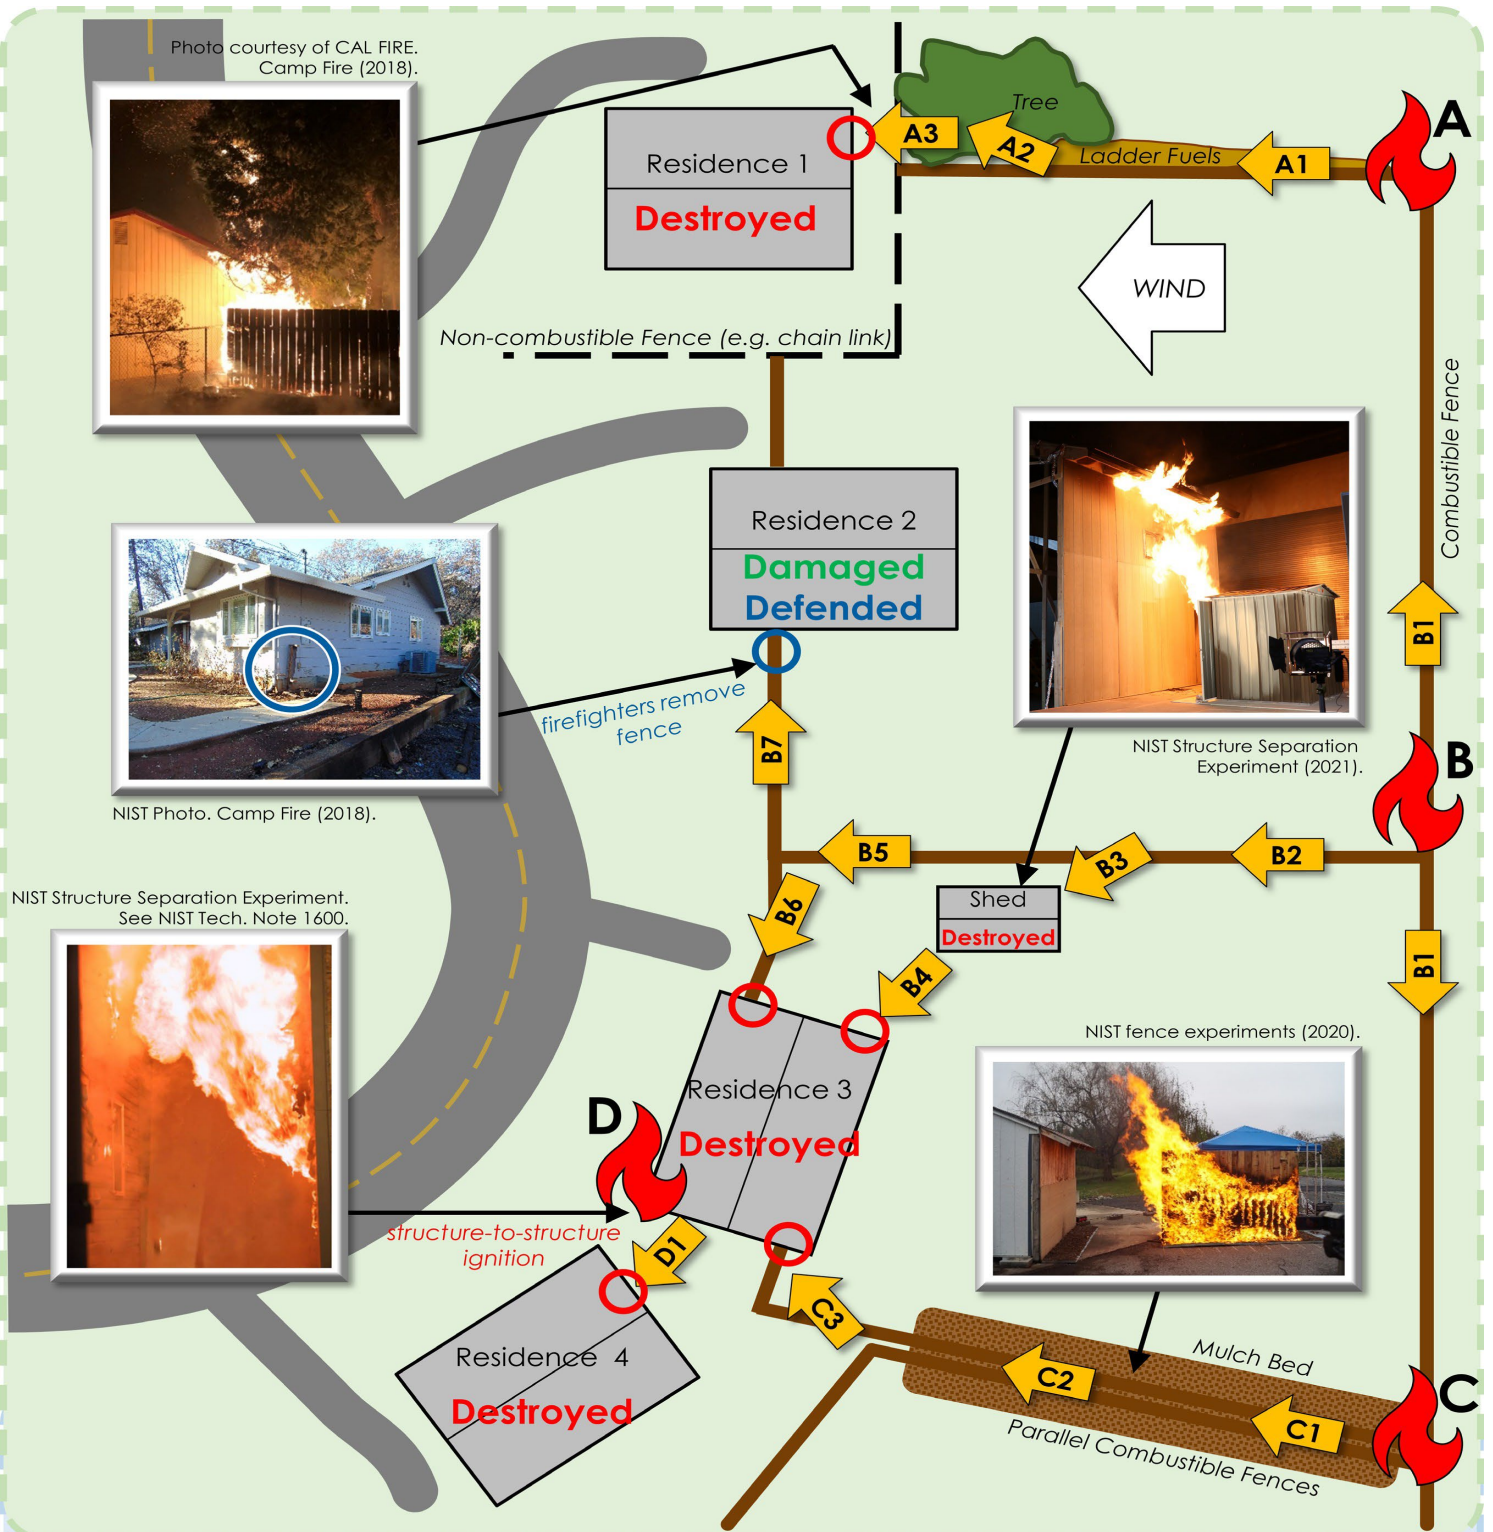 Photo courtesy of CAL FIRE.
Camp Fire (2018).
A
Tree
Ladder Fuels
A1
A2
A3
Residence 1
Destroyed
WIND
Non-combustible Fence (e.g. chain link)
Combustible Fence
Residence 2
Damaged
Defended
firefighters remove
fence
NIST Photo. Camp Fire (2018).
NIST Structure Separation
Experiment (2021).
B
B1
B7
B5
B3
B2
Shed
Destroyed
B6
B4
B1
NIST Structure Separation Experiment.
See NIST Tech. Note 1600.
NIST fence experiments (2020).
Residence 3
Destroyed
D
structure-to-structure
ignition
D1
Residence 4
Destroyed
C3
Mulch Bed
C2
C1
C
Parallel Combustible Fences